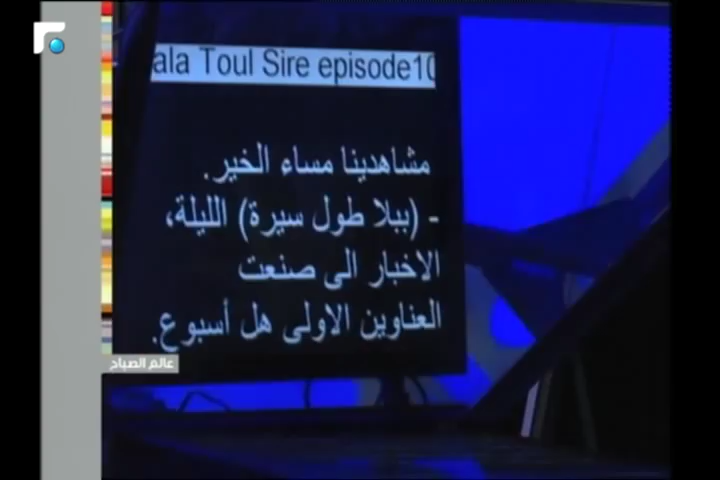 ala Toul Sire episode10
مشاهدينا مساء الخير.
- (ببلا طول سيرة) الليلة،
الاخبار الى صنعت
العناوين الاولى هل أسبوع.
عالم الصباح